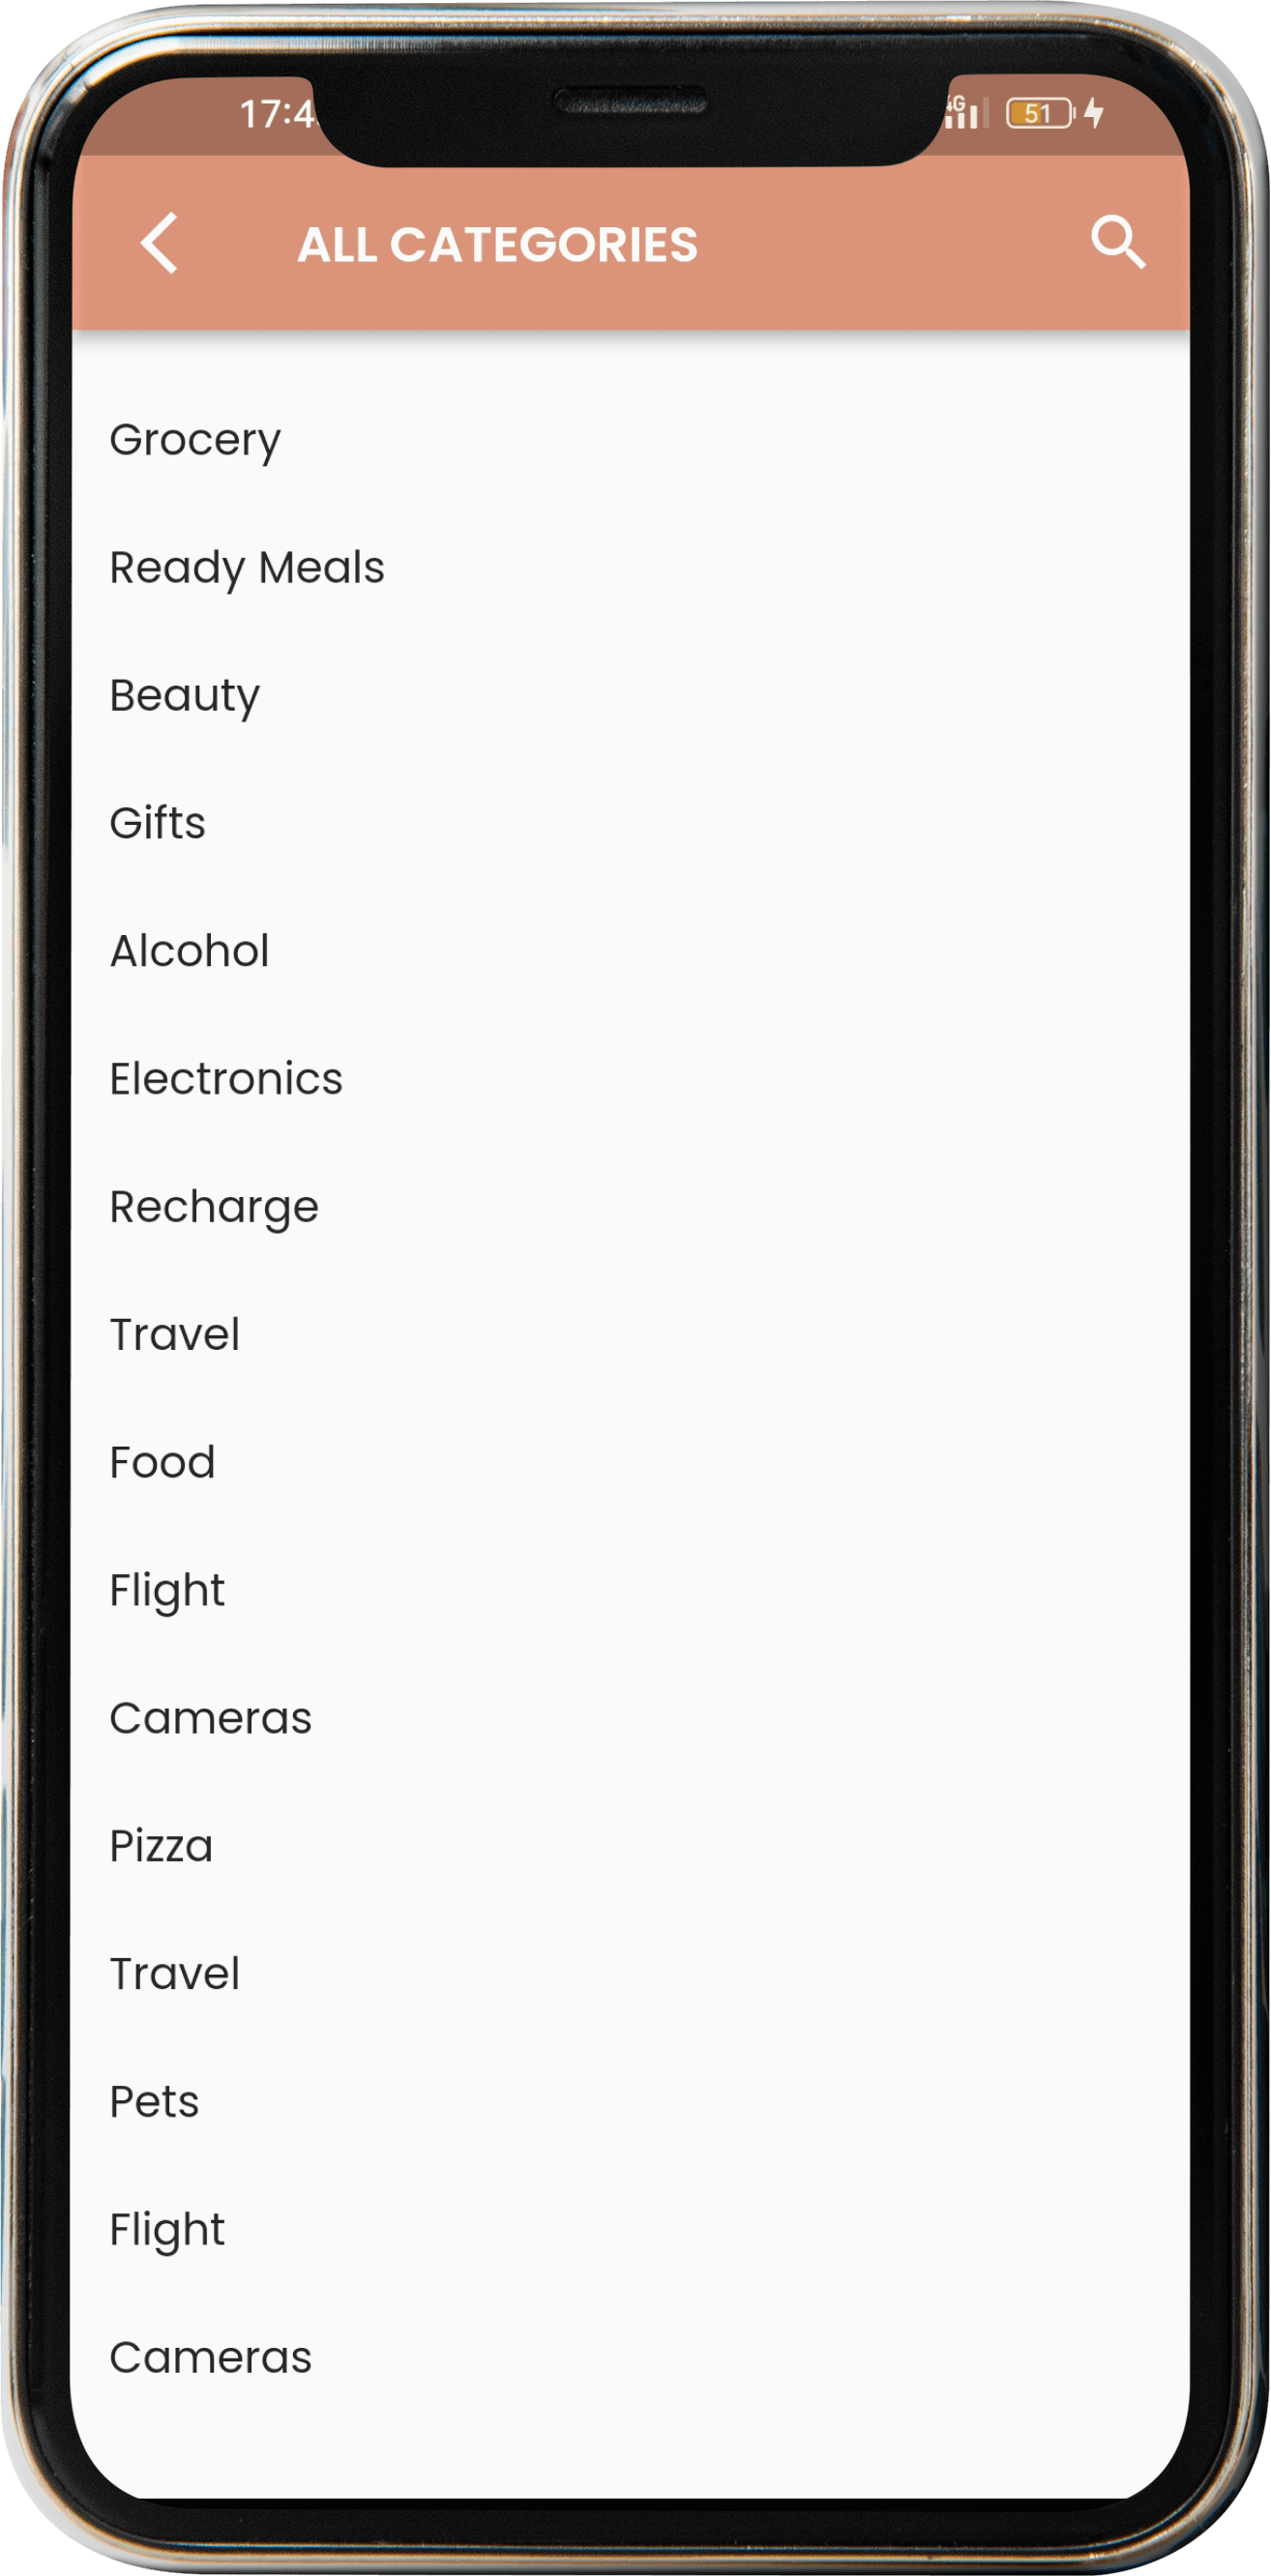 17:4
4G 51
ALL CATEGORIES
Grocery
Ready Meals
Beauty
Gifts
Alcohol
Electronics
Recharge
Travel
Food
Flight
Cameras
Pizza
Travel
Pets
Flight
Cameras